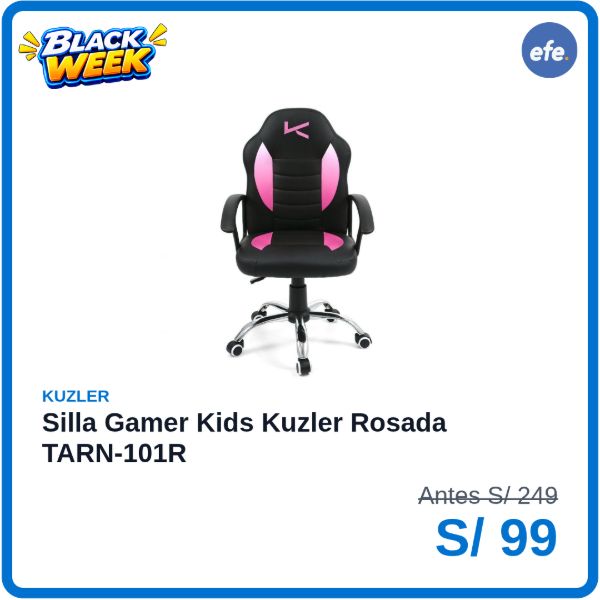 BLACK
WEEK
efe.
KUZLER
Silla Gamer Kids Kuzler Rosada
TARN-101R
Antes S/ 249
S/ 99